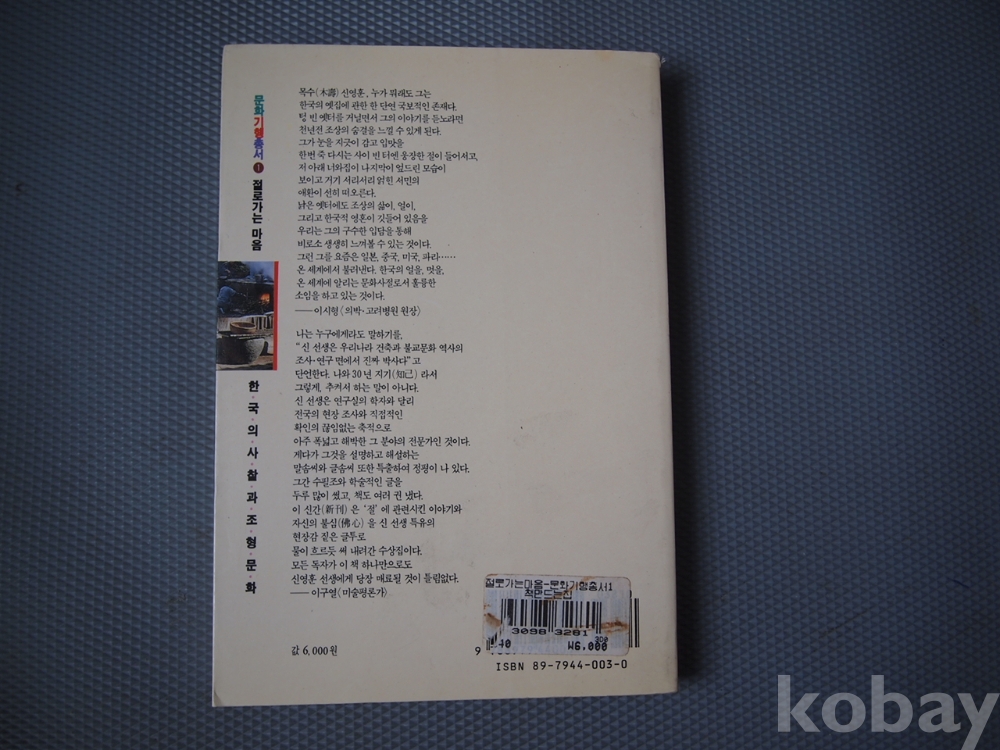 문화기행총서 1 절로가는 마음
한·국·의·사·찰·과·조·형·문·화
목수(木壽) 신영훈, 누가 뭐래도 그는
한국의 옛집에 관한 한 단연 국보적인 존재다.
텅 빈 옛터를 거닐면서 그의 이야기를 듣노라면
천년전 조상의 숨결을 느낄 수 있게 된다.
그가 눈을 지긋이 감고 입맛을
한번 죽 다시는 사이 빈 터엔 웅장한 절이 들어서고,
저 아래 너와집이 나지막이 엎드린 모습이
보이고 거기 서리서리 얽힌 서민의
애환이 선히 떠오른다.
낡은 옛터에도 조상의 삶이, 얼이,
그리고 한국적 영혼이 깃들어 있음을
우리는 그의 구수한 입담을 통해
비로소 생생히 느껴볼 수 있는 것이다.
그런 그를 요즘은 일본, 중국, 미국, 파라……
온 세계에서 불러낸다. 한국의 얼을, 멋을,
온 세계에 알리는 문화사절로서 훌륭한
소임을 하고 있는 것이다.
——이시형〈의박·고려병원 원장〉
나는 누구에게라도 말하기를,
“신 선생은 우리나라 건축과 불교문화 역사의
조사·연구 면에서 진짜 박사다”고
단언한다. 나와 30년 지기(知己)라서
그렇게, 추켜서 하는 말이 아니다.
신 선생은 연구실의 학자와 달리
전국의 현장 조사와 직접적인
확인의 끊임없는 축적으로
아주 폭넓고 해박한 그 분야의 전문가인 것이다.
게다가 그것을 설명하고 해설하는
말솜씨와 글솜씨 또한 특출하여 정평이 나 있다.
그간 수필조와 학술적인 글을
두루 많이 썼고, 책도 여러 권 냈다.
이 신간(新刊)은 ‘절’에 관련시킨 이야기와
자신의 불심(佛心)을 신 선생 특유의
현장감 짙은 글투로
물이 흐르듯 써 내려간 수상집이다.
모든 독자가 이 책 하나만으로도
신영훈 선생에게 당장 매료될 것이 틀림없다.
——이구열〈미술평론가〉
값 6,000원
절로가는마음-문화기행총서1
책만드는집
3098 3281
300
₩6,000
9
ISBN 89-7944-003-0
kobay